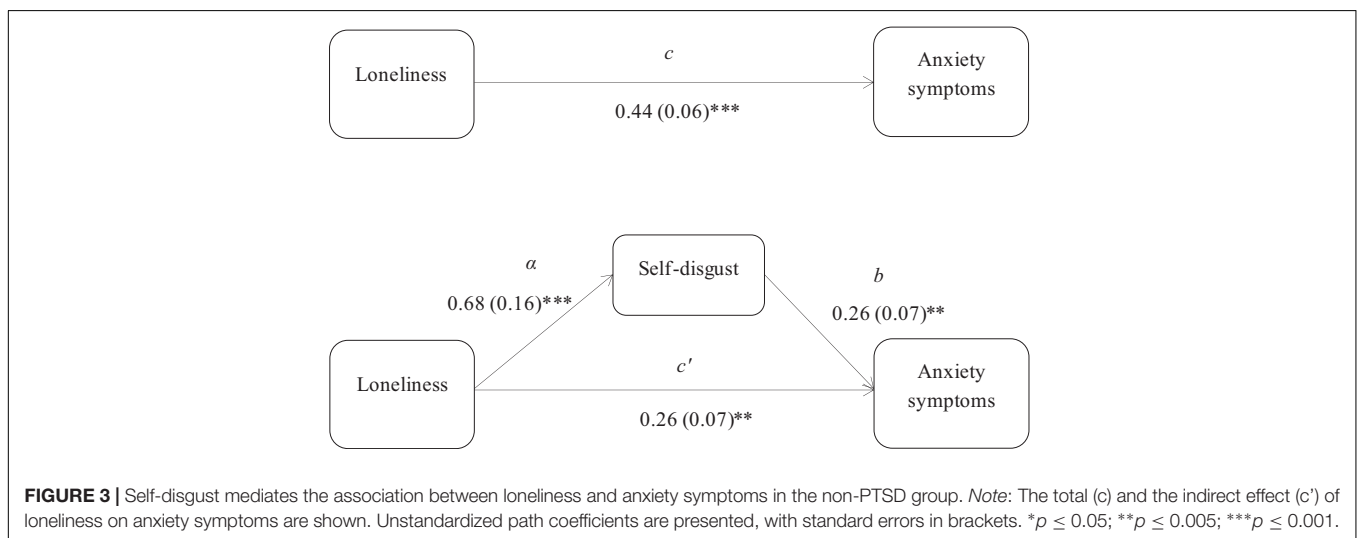 c
Loneliness
Anxiety
symptoms
0.44 (0.06)***
Self-disgust
α
0.68 (0.16)***
b
0.26 (0.07)**
Loneliness
c′
Anxiety
symptoms
0.26 (0.07)**
FIGURE 3 | Self-disgust mediates the association between loneliness and anxiety symptoms in the non-PTSD group. Note: The total (c) and the indirect effect (c’) of
loneliness on anxiety symptoms are shown. Unstandardized path coefficients are presented, with standard errors in brackets. *p ≤ 0.05; **p ≤ 0.005; ***p ≤ 0.001.